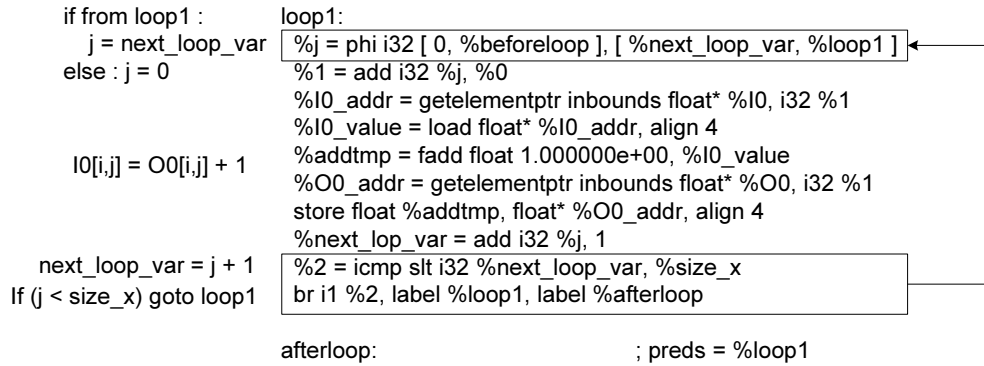 if from loop1 : loop1:
j = next_loop_var %j = phi i32 [ 0, %beforeloop ], [ %next_loop_var, %loop1 ]
else : j = 0 %1 = add i32 %j, %0
%I0_addr = getelementptr inbounds float* %I0, i32 %1
%I0_value = load float* %I0_addr, align 4
I0[i,j] = O0[i,j] + 1 %addtmp = fadd float 1.000000e+00, %I0_value
%O0_addr = getelementptr inbounds float* %O0, i32 %1
store float %addtmp, float* %O0_addr, align 4
%next_lop_var = add i32 %j, 1
next_loop_var = j + 1 %2 = icmp slt i32 %next_loop_var, %size_x
If (j < size_x) goto loop1 br i1 %2, label %loop1, label %afterloop
afterloop: ; preds = %loop1